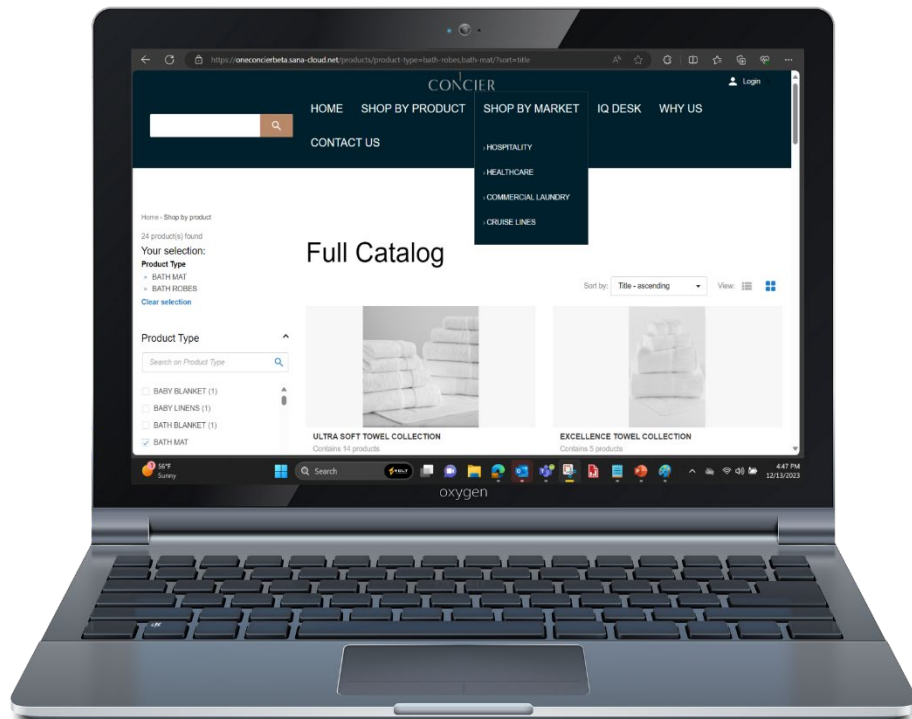 https://oneconcierbeta.sana-cloud.net/products/product-type=bath-robes,bath-mat/?sort=title
CONCIER
Login
HOME SHOP BY PRODUCT SHOP BY MARKET IQ DESK WHY US
CONTACT US
› HOSPITALITY
› HEALTHCARE
› COMMERCIAL LAUNDRY
› CRUISE LINES
Home › Shop by product
24 product(s) found
Your selection:
Product Type
BATH MAT
BATH ROBES
Clear selection
Full Catalog
Sort by: Title - ascending View:
Product Type
Search on Product Type
BABY BLANKET (1)
BABY LINENS (1)
BATH BLANKET (1)
BATH MAT
ULTRA SOFT TOWEL COLLECTION
Contains 14 products
EXCELLENCE TOWEL COLLECTION
Contains 5 products
56°F
Sunny
Search
4:47 PM
12/13/2023
oxygen